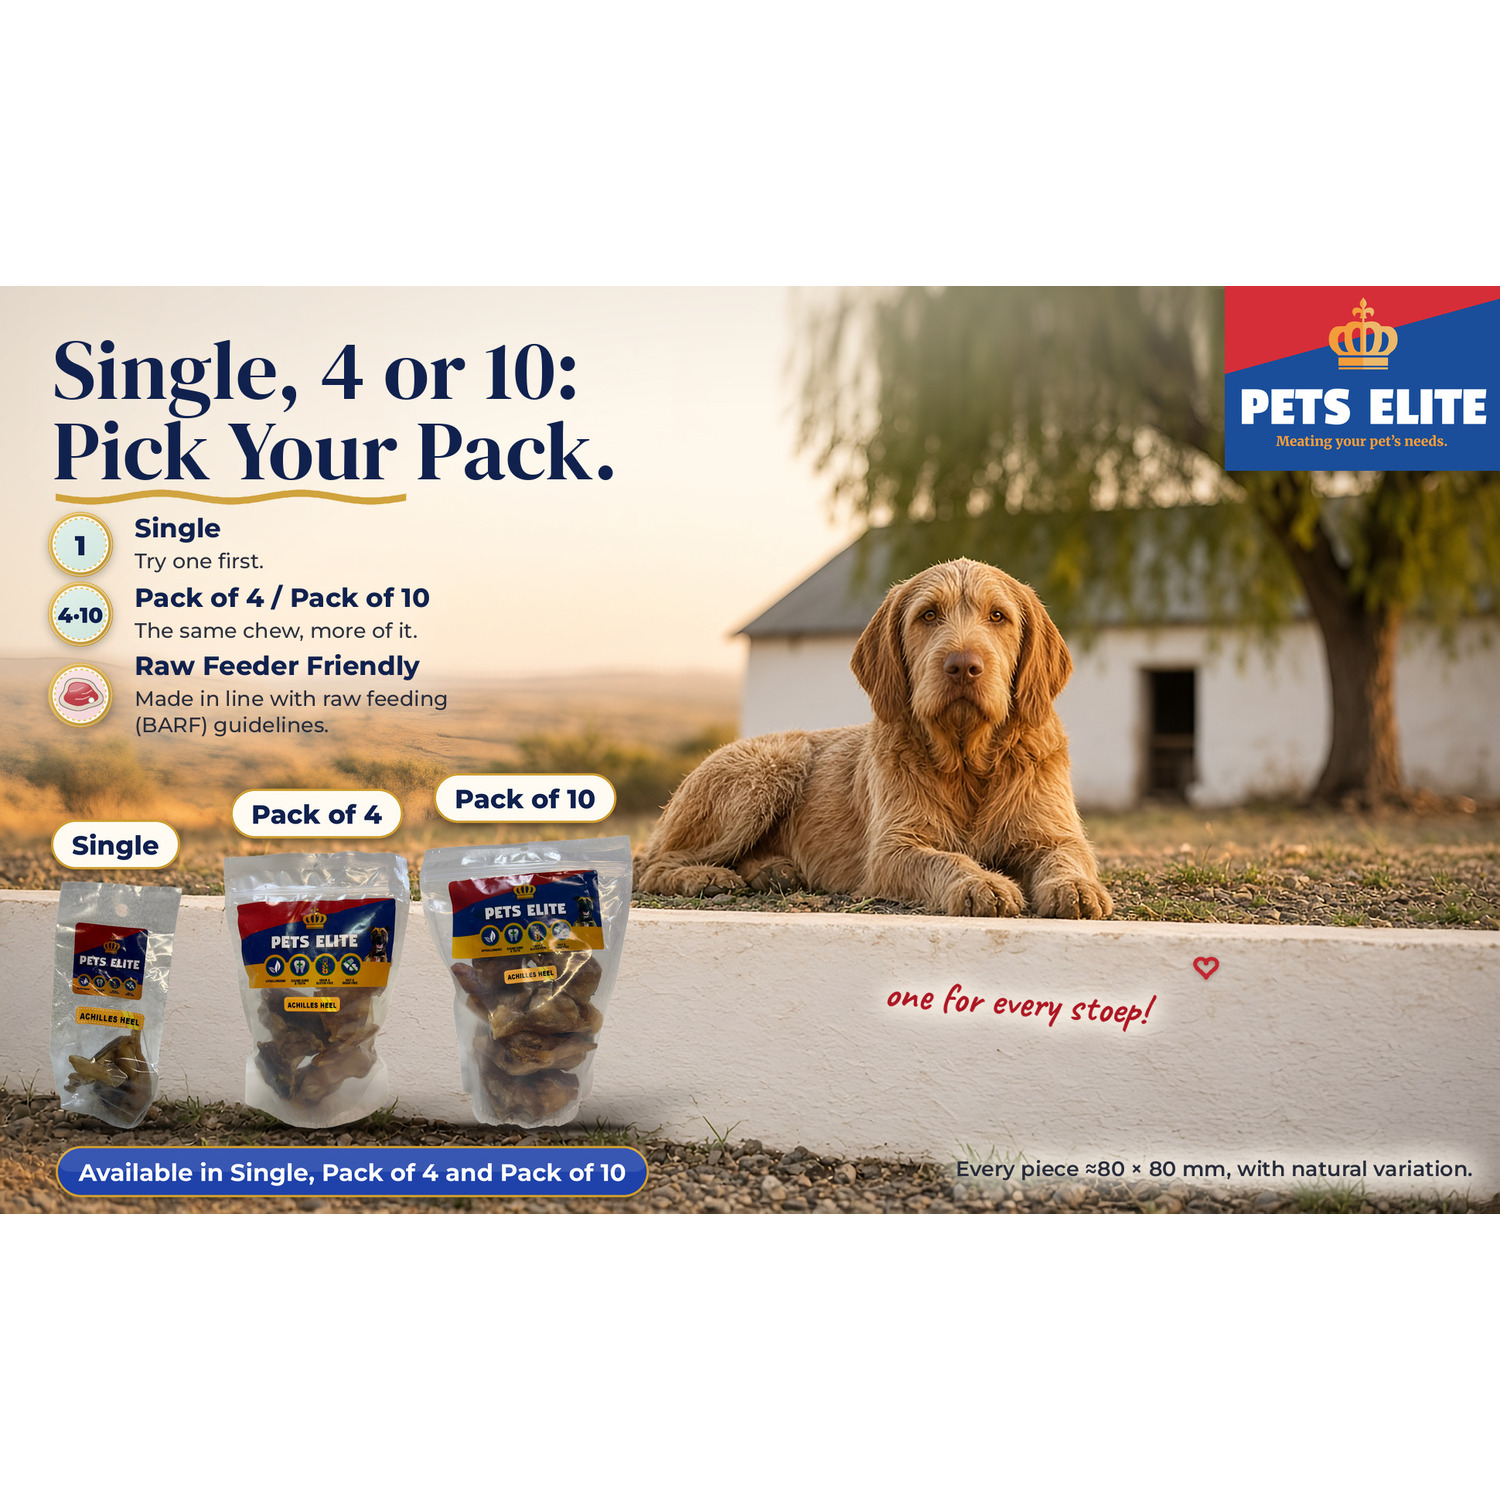 Single, 4 or 10:
Pick Your Pack.
1
Single
Try one first.
4·10
Pack of 4 / Pack of 10
The same chew, more of it.
Raw Feeder Friendly
Made in line with raw feeding
(BARF) guidelines.
PETS ELITE
Meating your pet's needs.
Single
Pack of 4
Pack of 10
PETS ELITE
ACHILLES HEEL
PETS ELITE
ACHILLES HEEL
PETS ELITE
ACHILLES HEEL
one for every stoep!
Available in Single, Pack of 4 and Pack of 10
Every piece ≈80 × 80 mm, with natural variation.